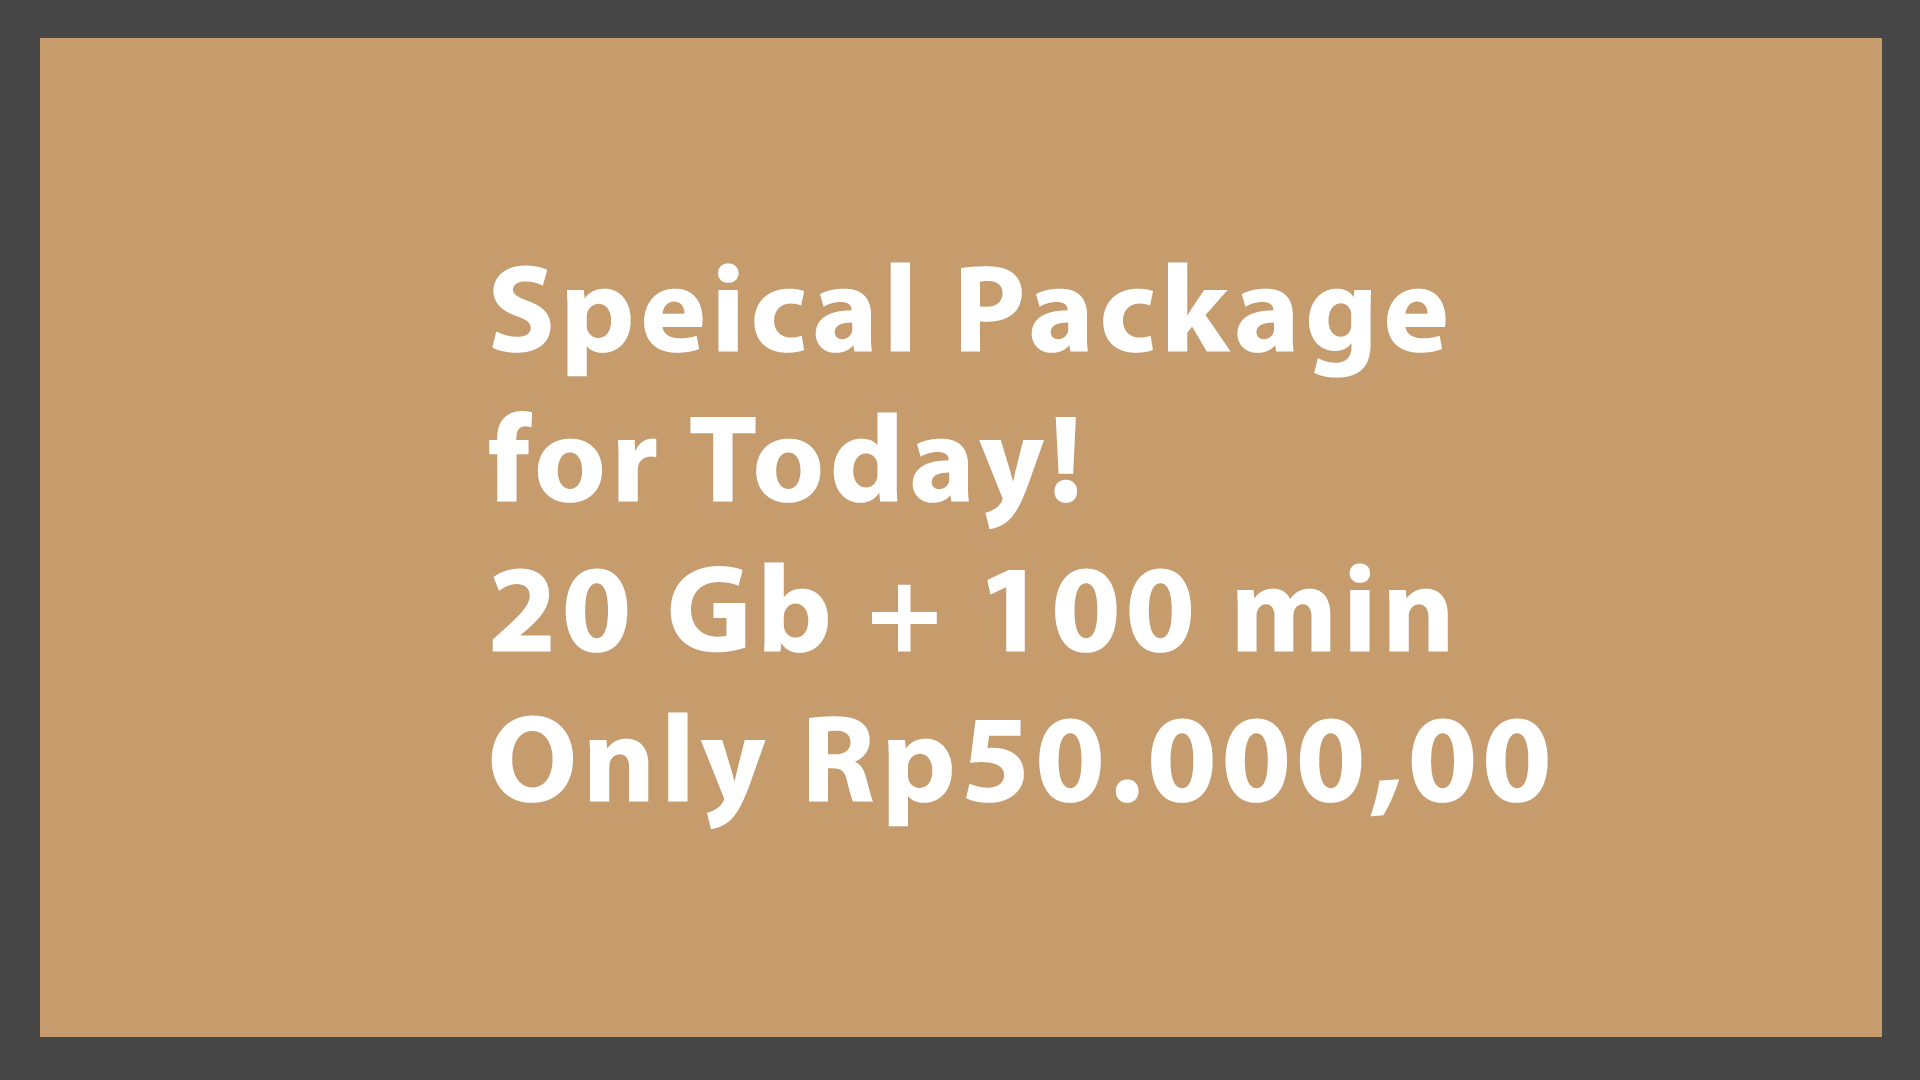 Speical Package
for Today!
20 Gb + 100 min
Only Rp50.000,00